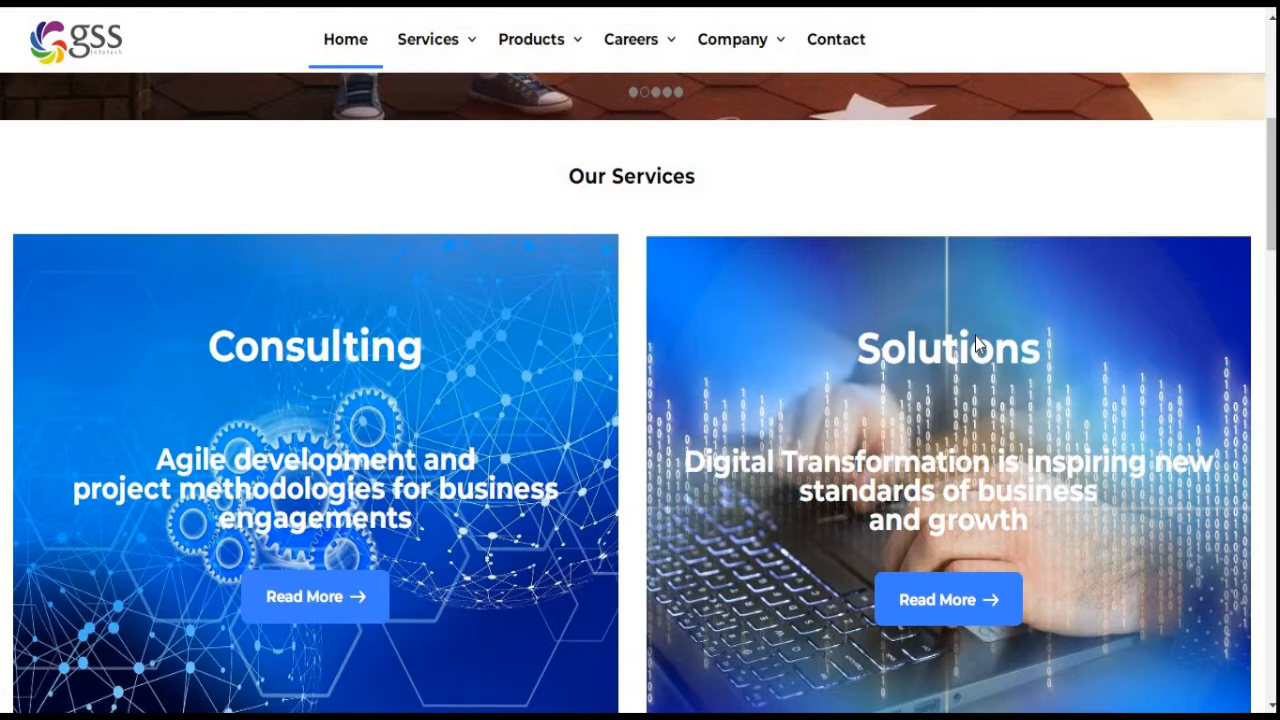 gss
Infotech
Home Services Products Careers Company Contact
Our Services
Consulting
Agile development and
project methodologies for business
engagements
Read More
Solutions
Digital Transformation is inspiring new
standards of business
and growth
Read More